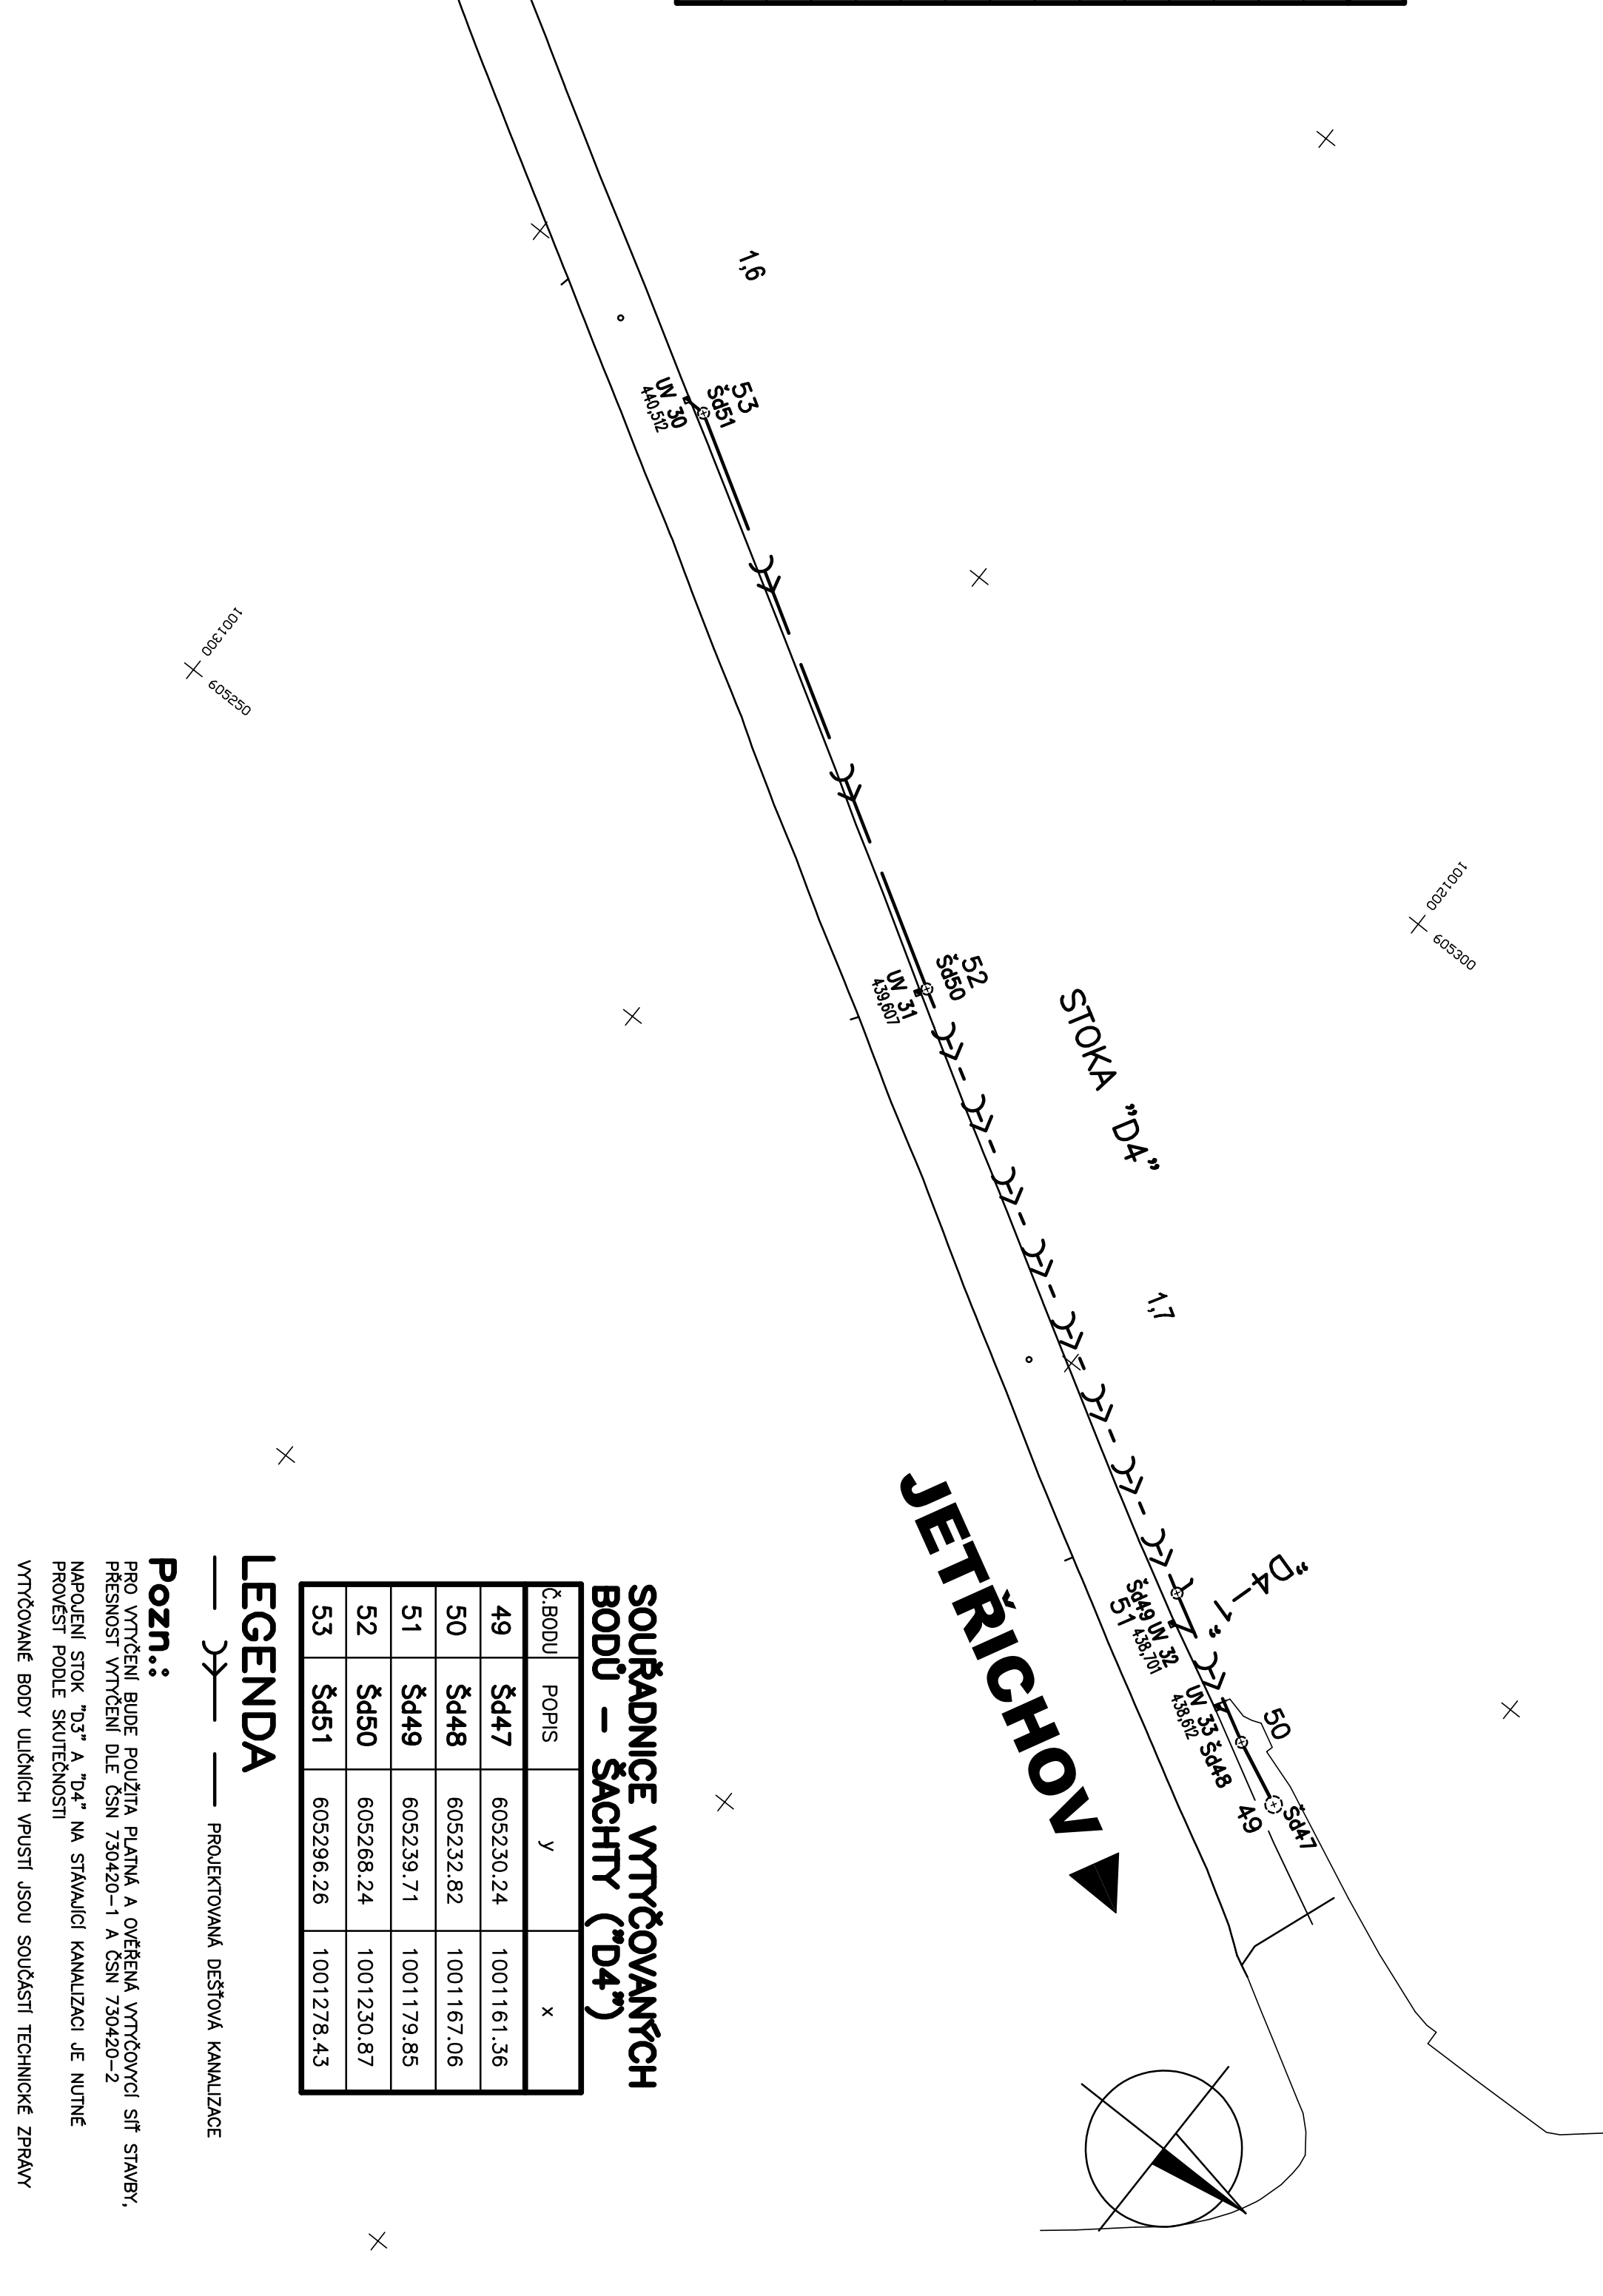 1,6
53
Šd51
UV 30
440,512
1001300
605250
1001200
605300
52
Šd50
UV 31
439,607
STOKA "D4"
1,7
"D4-1"
Šd49
51
UV 32
438,701
UV 33
438,612
Šd48
50
49
Šd47
JETŘICHOV
SOUŘADNICE VYTYČOVANÝCH
BODŮ - ŠACHTY ("D4")
Č.BODU POPIS y x
49 Šd47 605230.24 1001161.36
50 Šd48 605232.82 1001167.06
51 Šd49 605239.71 1001179.85
52 Šd50 605268.24 1001230.87
53 Šd51 605296.26 1001278.43
LEGENDA
PROJEKTOVANÁ DEŠŤOVÁ KANALIZACE
Pozn.:
PRO VYTYČENÍ BUDE POUŽITA PLATNÁ A OVĚŘENÁ VYTYČOVYCÍ SÍŤ STAVBY,
PŘESNOST VYTYČENÍ DLE ČSN 730420-1 A ČSN 730420-2
NAPOJENÍ STOK "D3" A "D4" NA STÁVAJÍCÍ KANALIZACI JE NUTNÉ
PROVÉST PODLE SKUTEČNOSTI
VYTYČOVANÉ BODY ULIČNÍCH VPUSTÍ JSOU SOUČÁSTÍ TECHNICKÉ ZPRÁVY